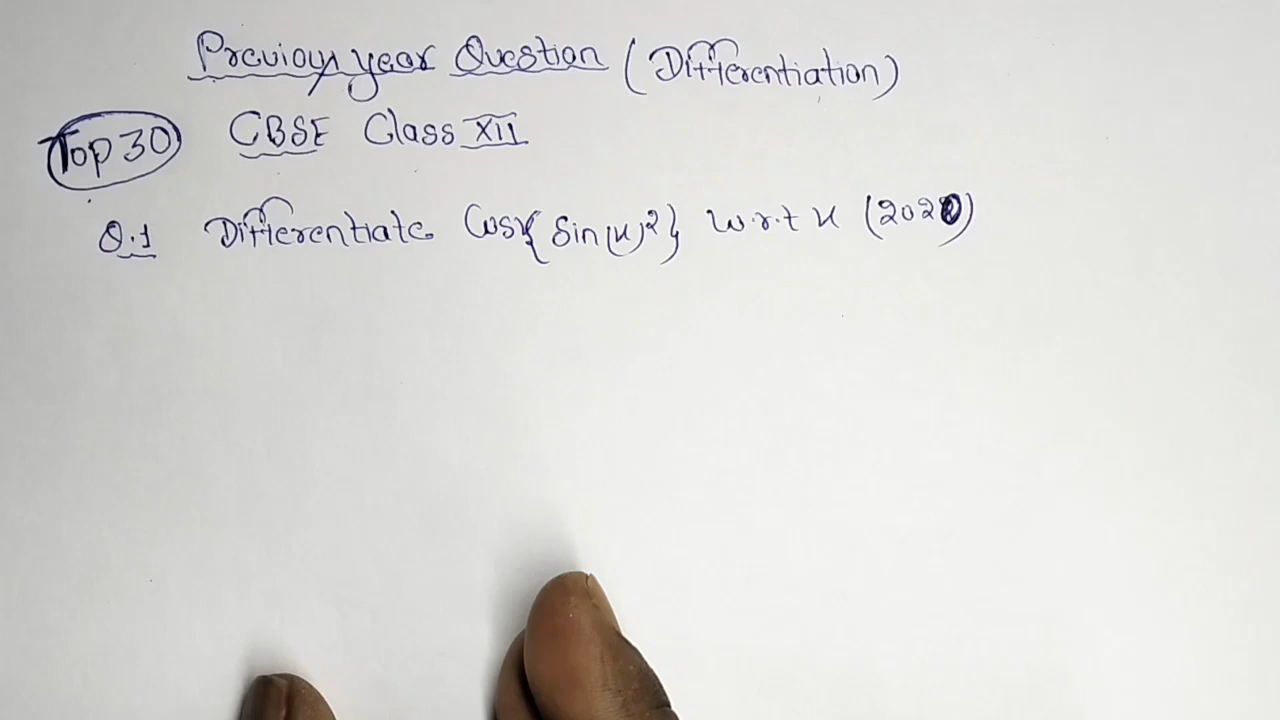 Previous year Question (Differentiation)
Top 30 CBSE Class XII
Q.1 Differentiate Cos{Sin(x)²} w.r.t x (2020)